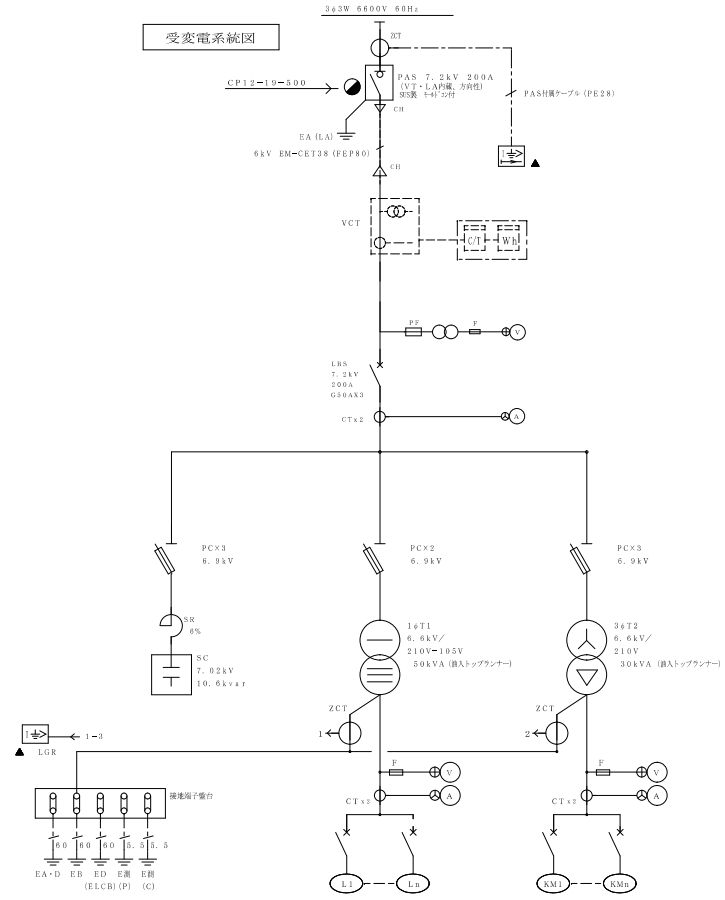 3φ3W 6600V 60Hz
受変電系統図
ZCT
CP12-19-500
PAS 7.2kV 200A
(VT・LA内蔵、方向性)
SUS製 ﾓｰﾙﾄﾞｺﾝ付
CH
PAS付属ケーブル (PE28)
EA (LA)
6kV EM-CET38 (FEP80)
CH
I
VCT
C/T
Wh
PF
F
V
LBS
7.2kV
200A
G50AX3
CTx2
A
PC×3
6.9kV
PC×2
6.9kV
PC×3
6.9kV
SR
6%
SC
7.02kV
10.6kvar
1φT1
6.6kV/
210V-105V
50kVA (油入トップランナー)
3φT2
6.6kV/
210V
30kVA (油入トップランナー)
ZCT
1
ZCT
2
I
1-3
LGR
F
V
F
V
CTx2
A
CTx2
A
接地端子盤台
60
60
60
5.5
5.5
EA・D
EB
ED
E測
E測
(ELCB)
(P)
(C)
L1
Ln
KM1
KMn